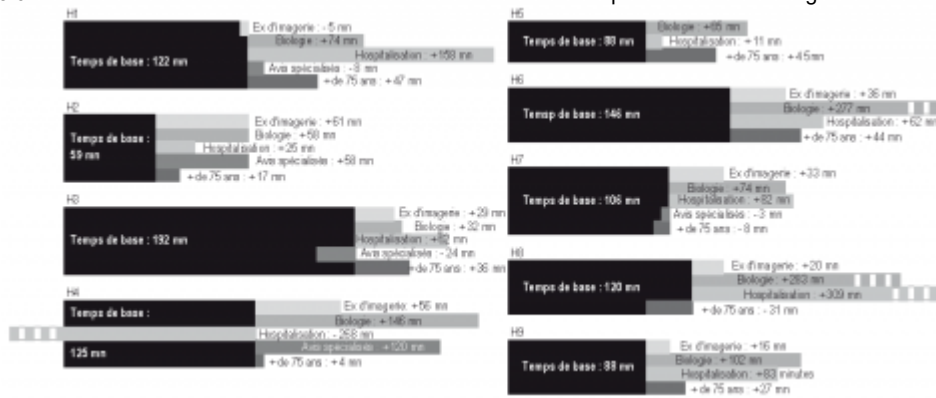 H1
Ex d'imagerie : - 5 mn
Biologie : +74 mn
Hospitalisation : +158 mn
Temps de base : 122 mn
Avis spécialisés : -8 mn
+ de 75 ans : +47 mn
H2
Ex d'imagerie : +61 mn
Biologie : +58 mn
Temps de base :
Hospitalisation : +25 mn
59 mn
Avis spécialisés : +58 mn
+ de 75 ans : +17 mn
H3
Ex d'imagerie : +29 mn
Biologie : +32 mn
Temps de base : 192 mn
Hospitalisation : mn
Avis spécialisés : - 24 mn
+de 75 ans : +36 mn
H4
Temps de base :
Ex d'imagerie: +56 mn
Biologie : +146 mn
Hospitalisation : - 268 mn
125 mn
Avis spécialisés : +120 mn
+ de 75 ans : +4 mn
H5
Temps de base : 88 mn
Biologie : mn
Hospitalisation : +11 mn
+de 75 ans : +45mn
H6
Ex d'imagerie : +36 mn
Temsp de base : 146 mn
Biologie : +277 mn
Hospitalisation : +62 mn
+ de 75 ans : +44 mn
H7
Ex d'imagerie : +33 mn
Biologie : +74 mn
Temps de base : 106 mn
Hospitalisation : +82 mn
Avis spécialisés : - 3 mn
+ de 75 ans : - 8 mn
H8
Ex d'imagerie : +20 mn
Biologie : +283 mn
Temps de base : 120 mn
Hospitalisation : +309 mn
+ de 75 ans : - 31 mn
H9
Ex d'imagerie : +16 mn
Biologie : +102 mn
Temps de base : 88 mn
Hospitalisation : +83 minutes
+ de 75 ans : +27 mn